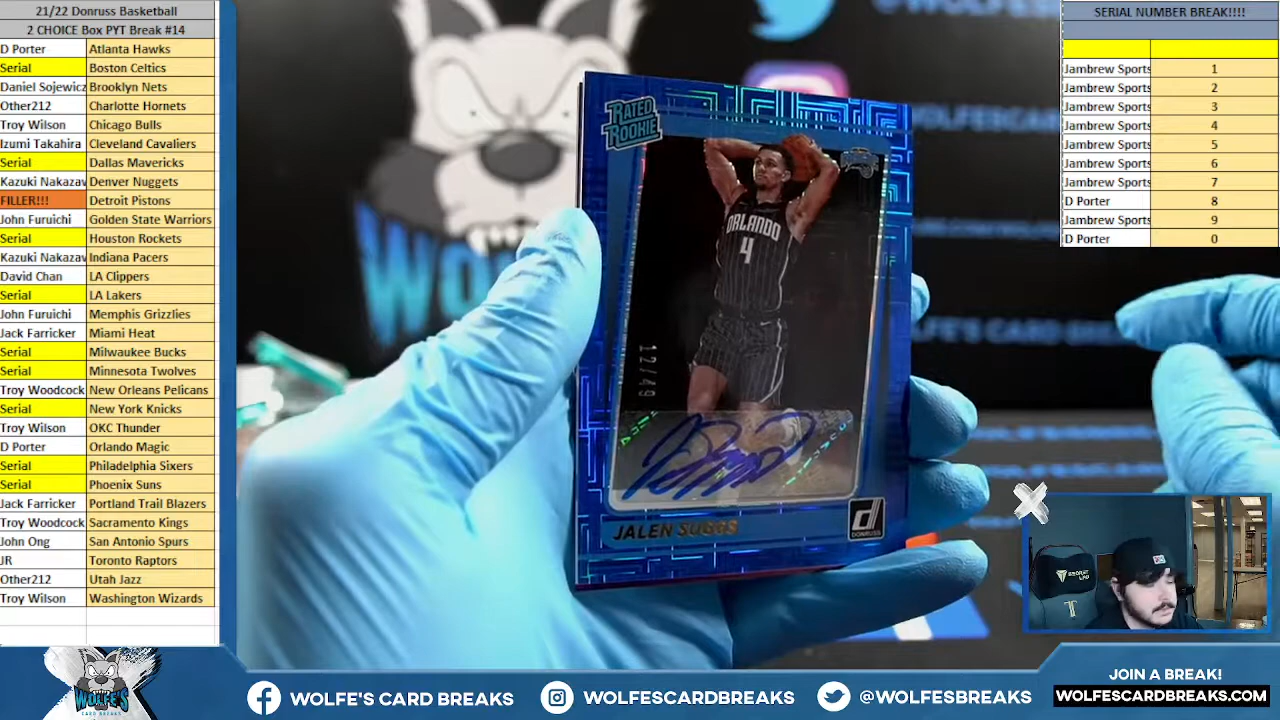 21/22 Donruss Basketball
2 CHOICE Box PYT Break #14
D Porter Atlanta Hawks
Serial Boston Celtics
Daniel Sojewicz Brooklyn Nets
Other212 Charlotte Hornets
Troy Wilson Chicago Bulls
Izumi Takahira Cleveland Cavaliers
Serial Dallas Mavericks
Kazuki Nakazav Denver Nuggets
FILLER!!! Detroit Pistons
John Furuichi Golden State Warriors
Serial Houston Rockets
Kazuki Nakazav Indiana Pacers
David Chan LA Clippers
Serial LA Lakers
John Furuichi Memphis Grizzlies
Jack Farricker Miami Heat
Serial Milwaukee Bucks
Serial Minnesota Twolves
Troy Woodcock New Orleans Pelicans
Serial New York Knicks
Troy Wilson OKC Thunder
D Porter Orlando Magic
Serial Philadelphia Sixers
Serial Phoenix Suns
Jack Farricker Portland Trail Blazers
Troy Woodcock Sacramento Kings
John Ong San Antonio Spurs
JR Toronto Raptors
Other212 Utah Jazz
Troy Wilson Washington Wizards
RATED
ROOKIE
ORLANDO
4
12/49
JALEN SUGGS
d
DONRUSS
SERIAL NUMBER BREAK!!!!
Jambrew Sports 1
Jambrew Sports 2
Jambrew Sports 3
Jambrew Sports 4
Jambrew Sports 5
Jambrew Sports 6
Jambrew Sports 7
D Porter 8
Jambrew Sports 9
D Porter 0
SECRET
LAB
WOLFE'S
CARD BREAKS
WOLFE'S CARD BREAKS
WOLFESCARDBREAKS
@WOLFESBREAKS
JOIN A BREAK!
WOLFESCARDBREAKS.COM